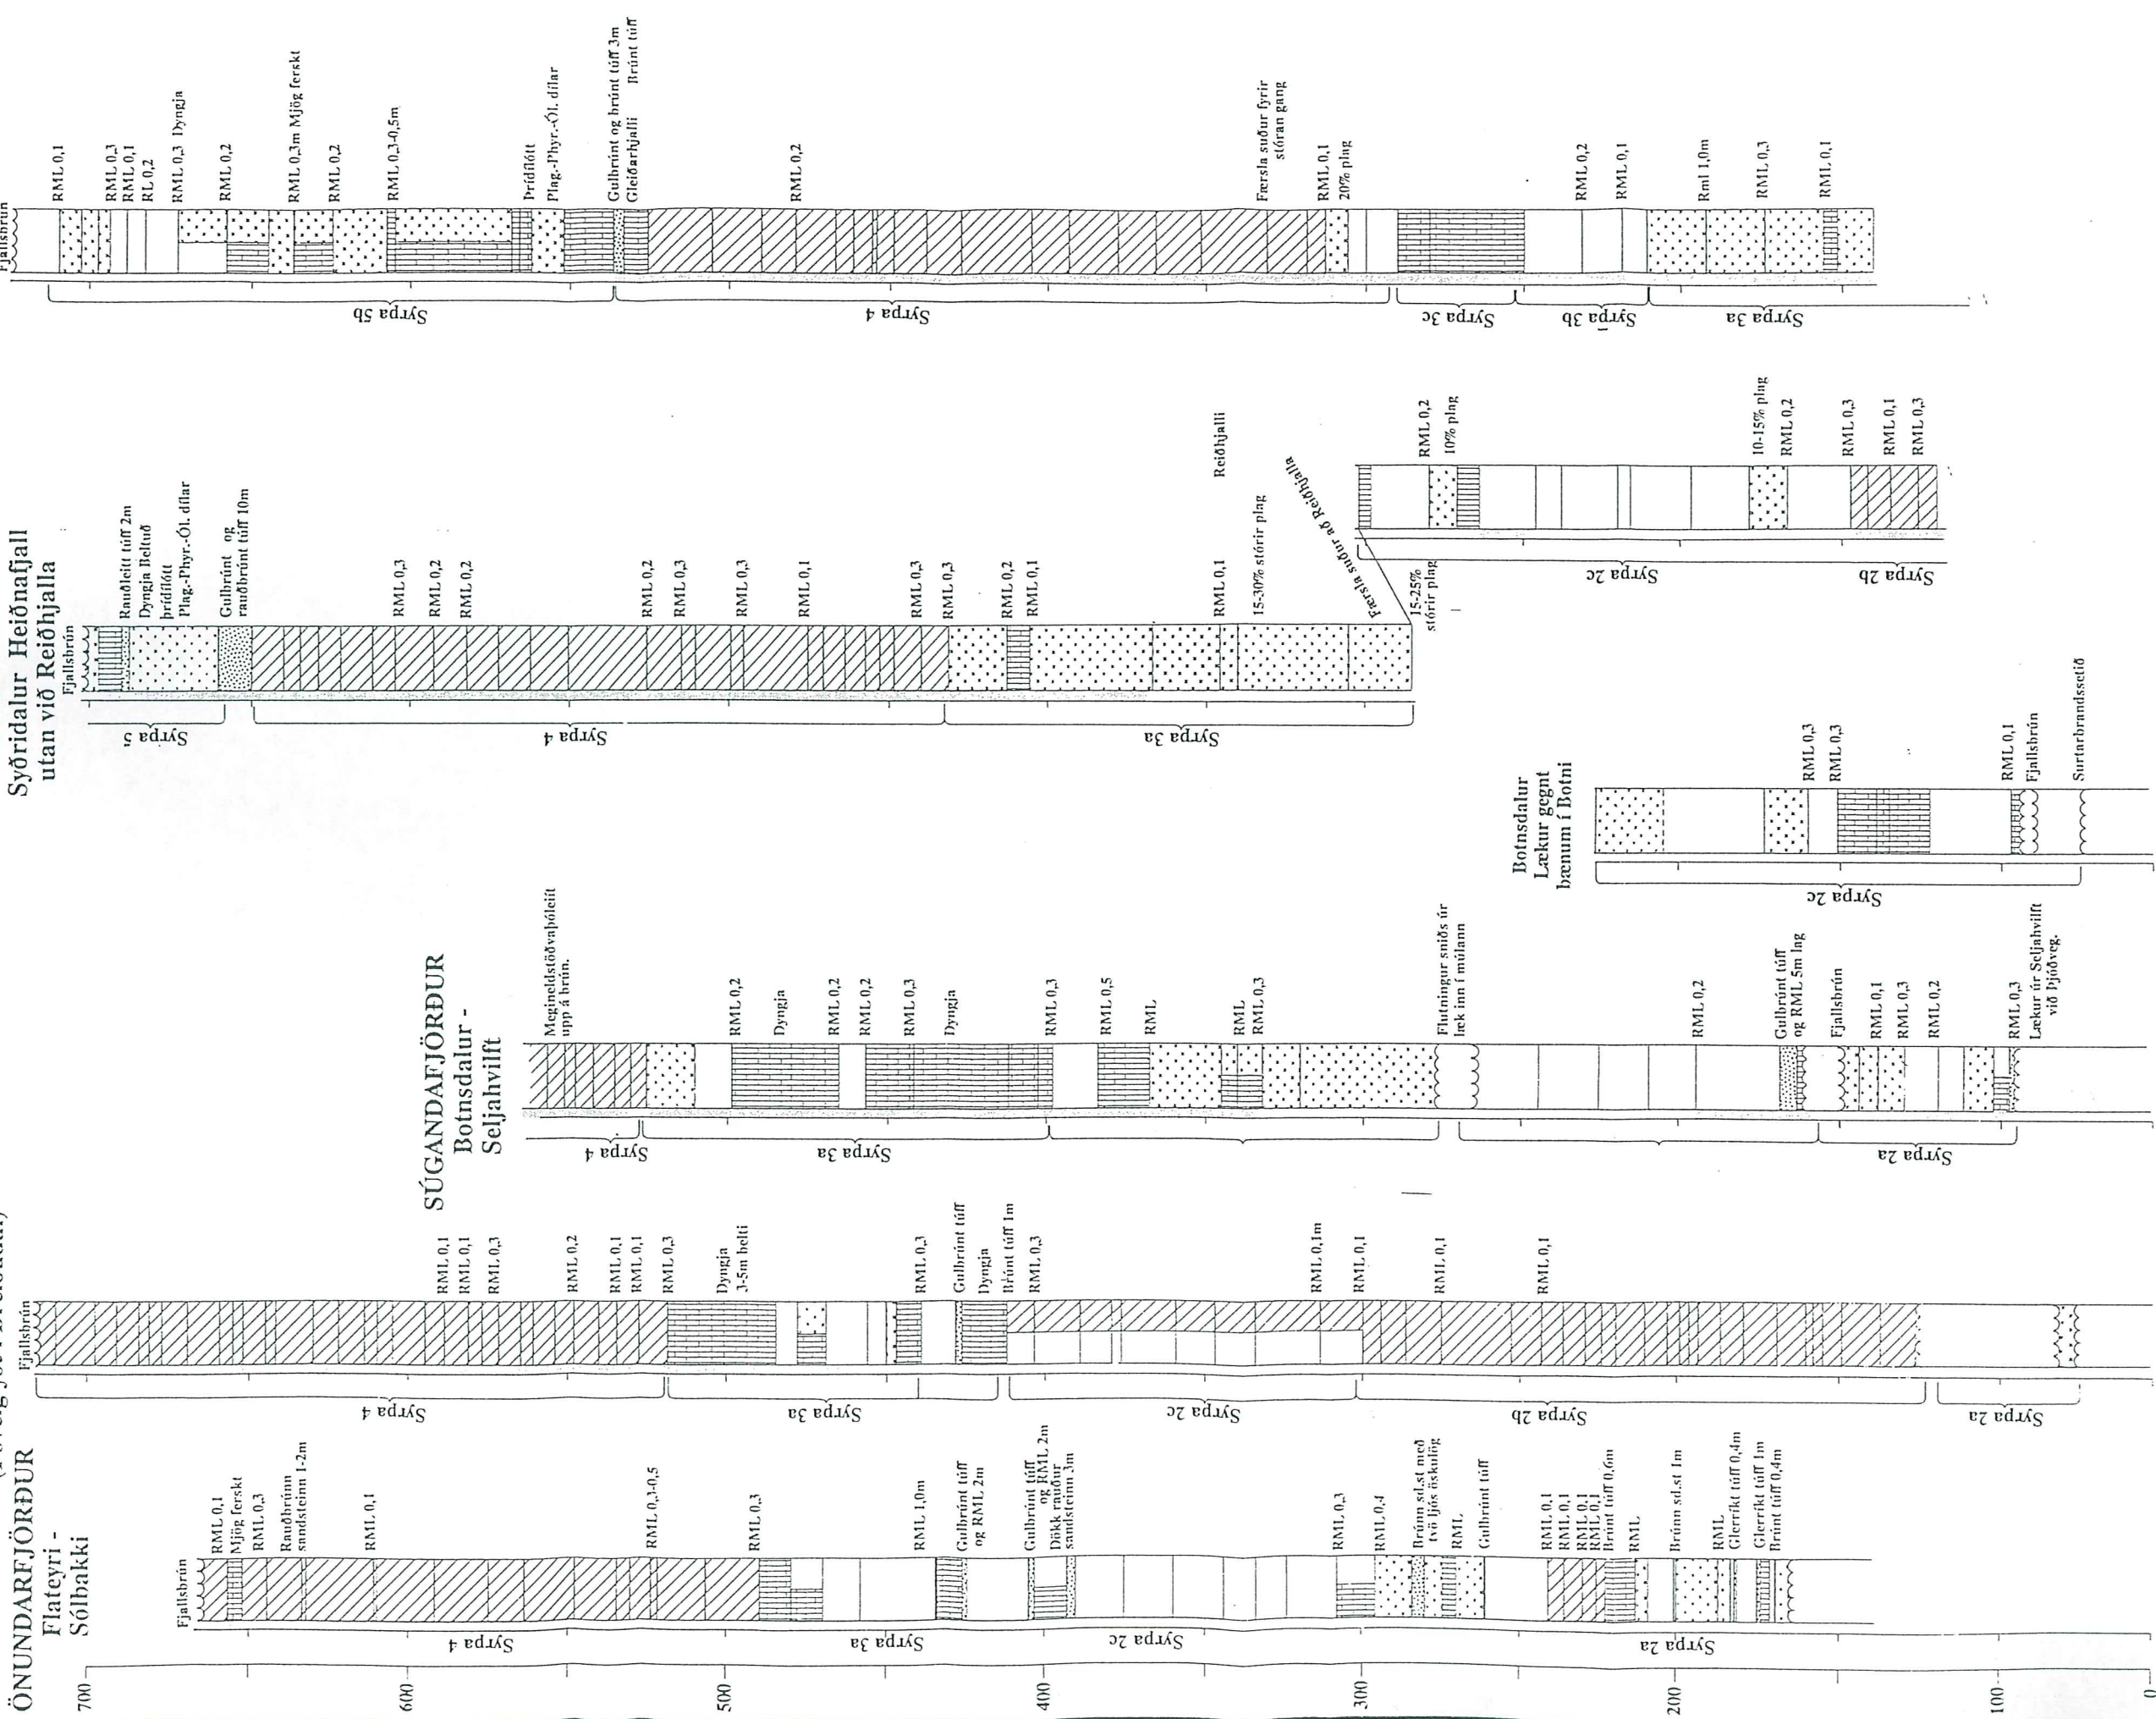 ÖNUNDARFJÖRÐUR
Flateyri -
Sólbakki
Fjallsbrún
RML 0,1
Mjög ferskt
RML 0,3
Rauðbrúnn
sandsteinn 1-2m
RML 0,1
RML 0,3-0,5
RML 0,3
RML 1,0m
Gulbrúnt túff
og RML 2m
Gulbrúnt túff
og RML 2m
Dökk rauður
sandsteinn 3m
RML 0,3
RML 0,4
Brúnn sd.st með
tvö ljós öskulög
RML
Gulbrúnt túff
RML 0,1
RML 0,1
RML 0,1
RML 0,1
Brúnt túff 0,6m
RML
Brúnn sd.st 1m
RML
Glerríkt túff 0,4m
Glerríkt túff 1m
Brúnt túff 0,4m
Syrpa 4
Syrpa 3a
Syrpa 2c
Syrpa 2a
700
600
500
400
300
200
100
0
Fjallsbrún
RML 0,1
RML 0,1
RML 0,3
RML 0,2
RML 0,1
RML 0,1
RML 0,3
Dyngja
3-5m belti
RML 0,3
Gulbrúnt túff
Dyngja
Brúnt túff 1m
RML 0,3
RML 0,1m
RML 0,1
RML 0,1
RML 0,1
Syrpa 4
Syrpa 3a
Syrpa 2c
Syrpa 2b
Syrpa 2a
SÚGANDAFJÖRÐUR
Botnsdalur -
Seljahvilft
Megineldstöðvaþóleiít
upp á brún.
RML 0,2
Dyngja
RML 0,2
RML 0,2
RML 0,3
Dyngja
RML 0,3
RML 0,5
RML
RML
RML 0,3
Flutningur sniðs úr
læk inn í múlann
RML 0,2
Gulbrúnt túff
og RML 5m lag
Fjallsbrún
RML 0,1
RML 0,3
RML 0,2
RML 0,3
Lækur úr Seljahvilft
við Þjóðveg.
Syrpa 4
Syrpa 3a
Syrpa 2a
Botnsdalur
Lækur gegnt
bænum í Botni
RML 0,3
RML 0,3
RML 0,1
Fjallsbrún
Surtarbrandssetið
Syrpa 2c
Syðridalur Heiðnafjall
utan við Reiðhjalla
Fjallsbrún
Rauðleitt túff 2m
Dyngja Beltuð
Þrídílótt
Plag.-Phyr.-Ól. dílar
Gulbrúnt og
rauðbrúnt túff 10m
RML 0,3
RML 0,2
RML 0,2
RML 0,2
RML 0,3
RML 0,3
RML 0,1
RML 0,3
RML 0,3
RML 0,2
RML 0,1
RML 0,1
Reiðhjalli
15-30% stórir plag
Færsla suður að Reiðhjalla
15-25%
stórir plag
Syrpa 5
Syrpa 4
Syrpa 3a
RML 0,2
10% plag
10-15% plag
RML 0,2
RML 0,3
RML 0,1
RML 0,3
Syrpa 2c
Syrpa 2b
Fjallsbrún
RML 0,1
RML 0,3
RML 0,1
RL 0,2
RML 0,3 Dyngja
RML 0,2
RML 0,3m Mjög ferskt
RML 0,2
RML 0,3-0,5m
Þrídílótt
Plag.-Phyr.-Ól. dílar
Gulbrúnt og brúnt túff 3m
Gleiðarhjalli Brúnt túff
RML 0,2
Færsla suður fyrir
stóran gang
RML 0,1
20% plag
RML 0,2
RML 0,1
Rml 1,0m
RML 0,3
RML 0,1
Syrpa 5b
Syrpa 4
Syrpa 3c
Syrpa 3b
Syrpa 3a